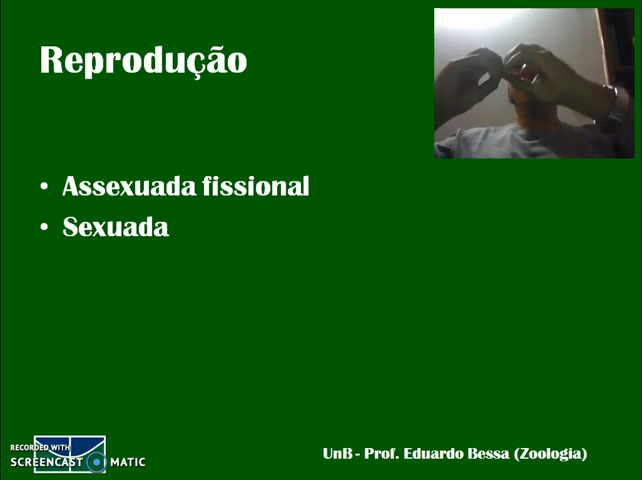 Reprodução
• Assexuada fissional
• Sexuada
RECORDED WITH
SCREENCAST MATIC
UnB - Prof. Eduardo Bessa (Zoologia)